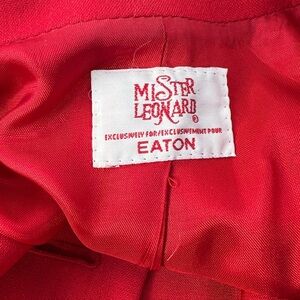 MISTER
LEONARD®
EXCLUSIVELY FOR/EXCLUSIVEMENT POUR
EATON